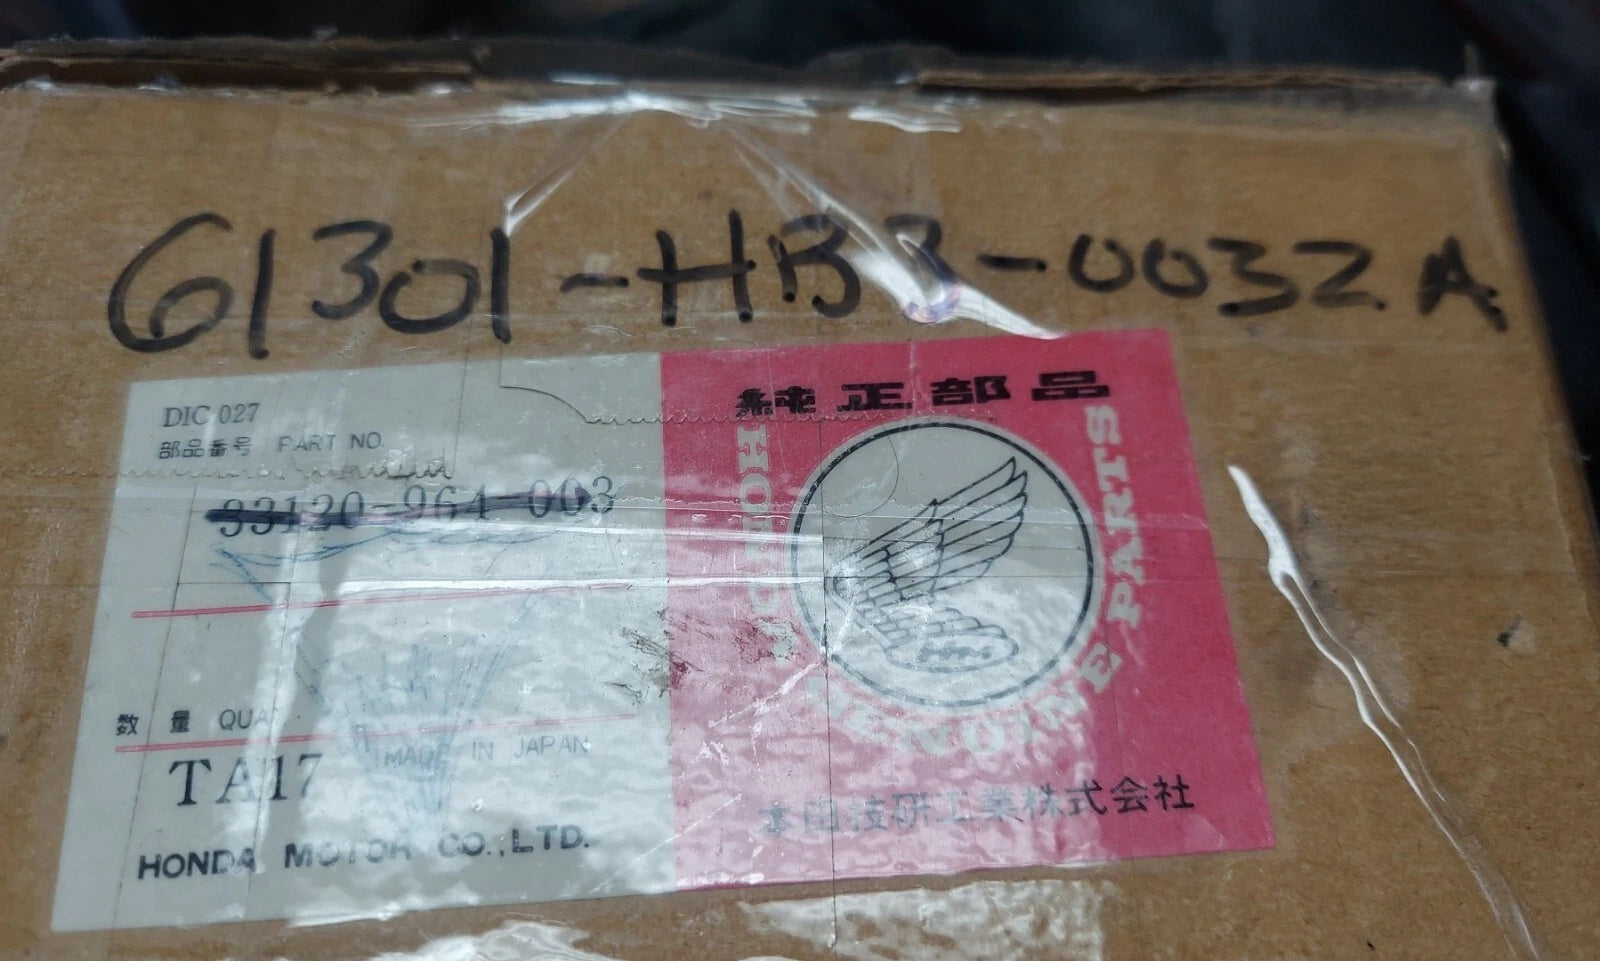 61301-HB3-0032A
DIC 027
部品番号 PART NO.
33120-964-003
数量 QUA
MADE IN JAPAN
TA17
HONDA MOTOR CO.,LTD.
純正部品
HONDA GENUINE PARTS
本田技研工業株式会社